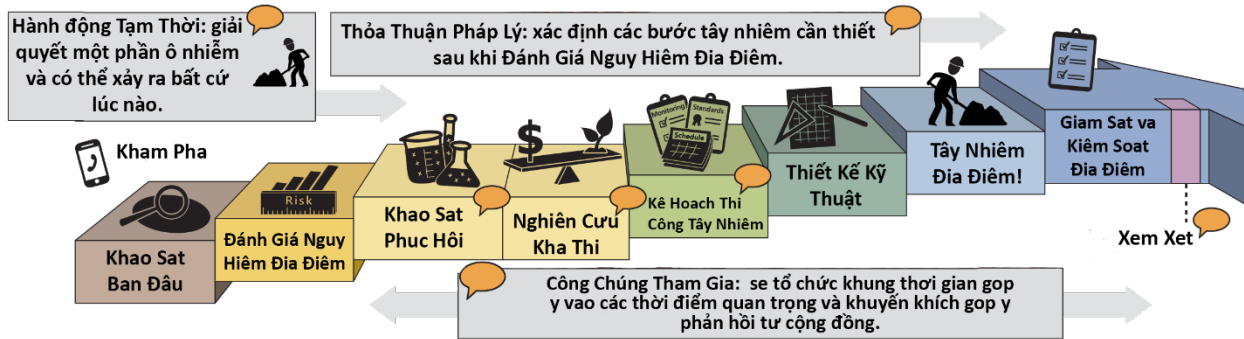 Hành động Tạm Thời: giải
quyết một phần ô nhiễm
và có thể xảy ra bất cứ
lúc nào.
Thỏa Thuận Pháp Lý: xác định các bước tây nhiêm cần thiết
sau khi Đánh Giá Nguy Hiêm Đia Điêm.
Kham Pha
Khao Sat
Ban Đâu
Risk
Đánh Giá Nguy
Hiêm Đia Điêm
Khao Sat
Phuc Hôi
$
Nghiên Cưu
Kha Thi
Monitoring
Standards
Schedule
Kê Hoach Thi
Công Tây Nhiêm
Thiết Kế Kỹ
Thuật
Tây Nhiêm
Đia Điêm!
Giam Sat va
Kiêm Soat
Đia Điêm
Xem Xet
Công Chúng Tham Gia: se tổ chức khung thơi gian gop
y vao các thời điểm quan trọng và khuyến khích gop y
phản hồi tư cộng đồng.